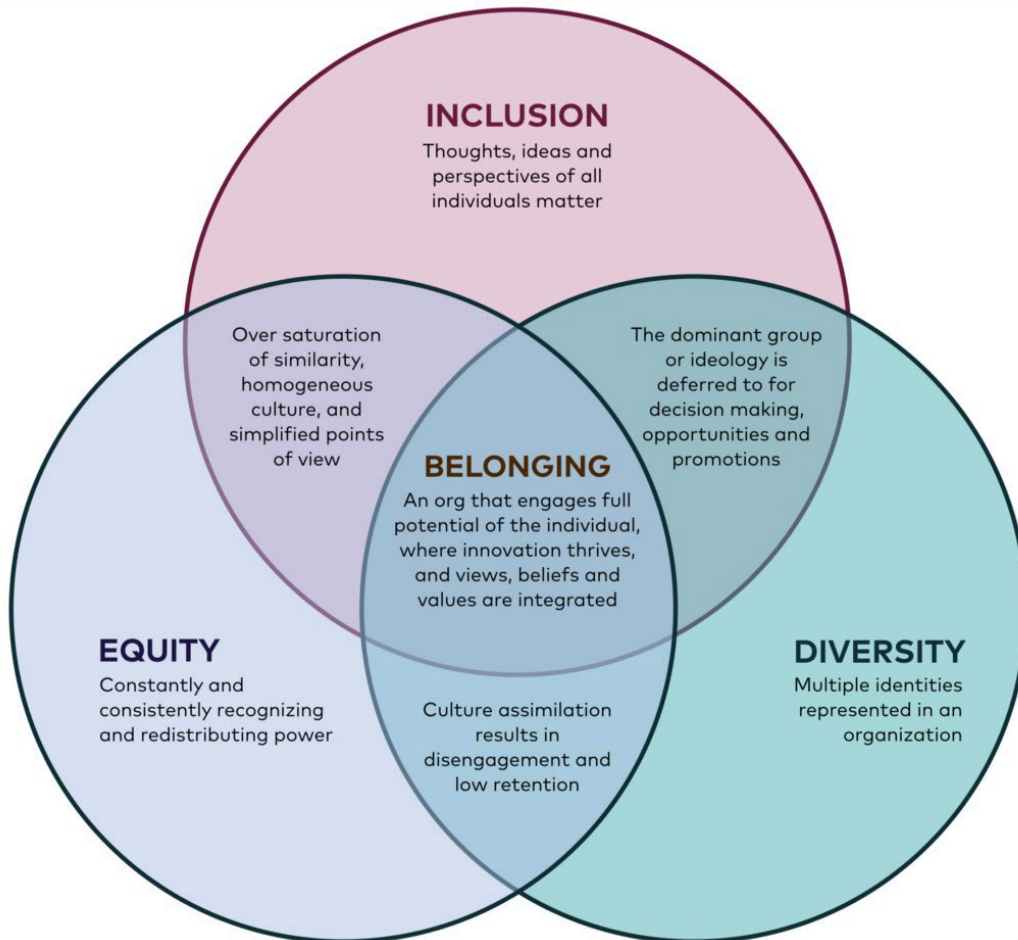 INCLUSION
Thoughts, ideas and
perspectives of all
individuals matter
Over saturation
of similarity,
homogeneous
culture, and
simplified points
of view
The dominant group
or ideology is
deferred to for
decision making,
opportunities and
promotions
BELONGING
An org that engages full
potential of the individual,
where innovation thrives,
and views, beliefs and
values are integrated
EQUITY
Constantly and
consistently recognizing
and redistributing power
DIVERSITY
Multiple identities
represented in an
organization
Culture assimilation
results in
disengagement and
low retention